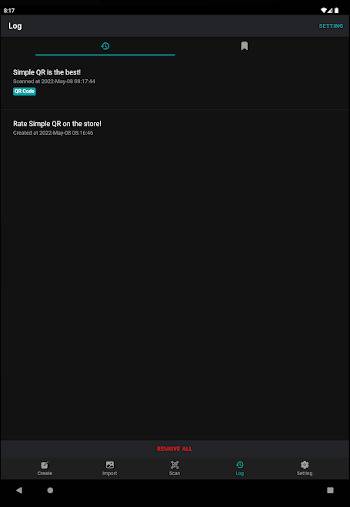 8:17
Log
SETTING
Simple QR is the best!
Scanned at 2022-May-08 08:17:44
QR Code
Rate Simple QR on the store!
Created at 2022-May-08 08:16:46
REMOVE ALL
Create
Import
Scan
Log
Setting